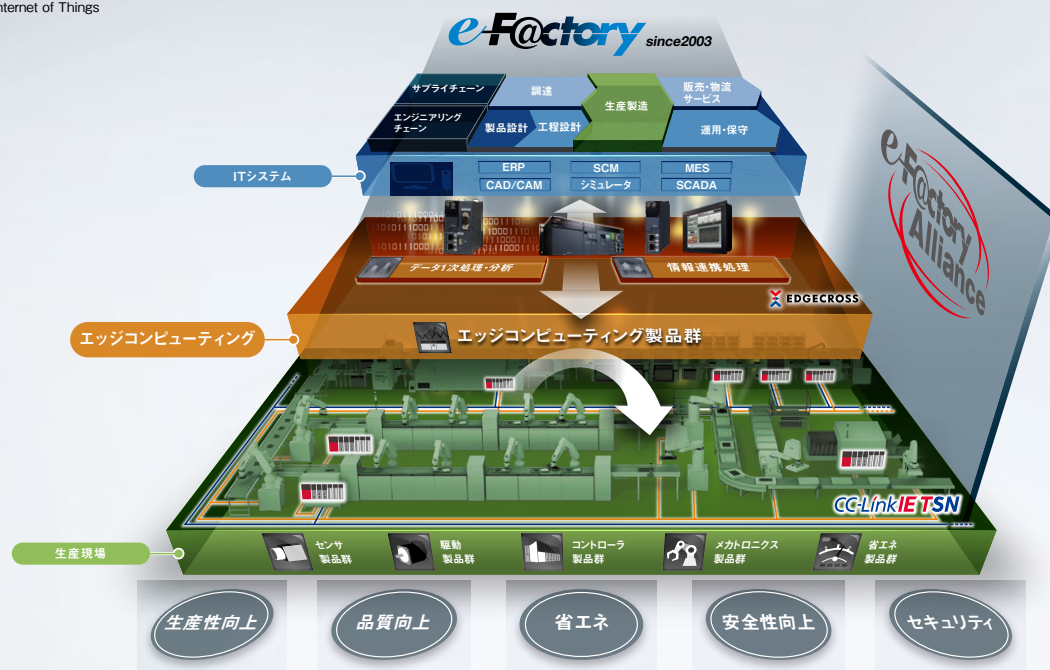 nternet of Things
e-F@ctory since2003
サプライチェーン
調達
生産製造
販売・物流
サービス
エンジニアリング
チェーン
製品設計
工程設計
運用・保守
ITシステム
ERP
SCM
MES
CAD/CAM
シミュレータ
SCADA
e-F@ctory
Alliance
データ1次処理・分析
情報連携処理
EDGECROSS
エッジコンピューティング
エッジコンピューティング製品群
CC-Link IE TSN
生産現場
センサ
製品群
駆動
製品群
コントローラ
製品群
メカトロニクス
製品群
省エネ
製品群
生産性向上
品質向上
省エネ
安全性向上
セキュリティ